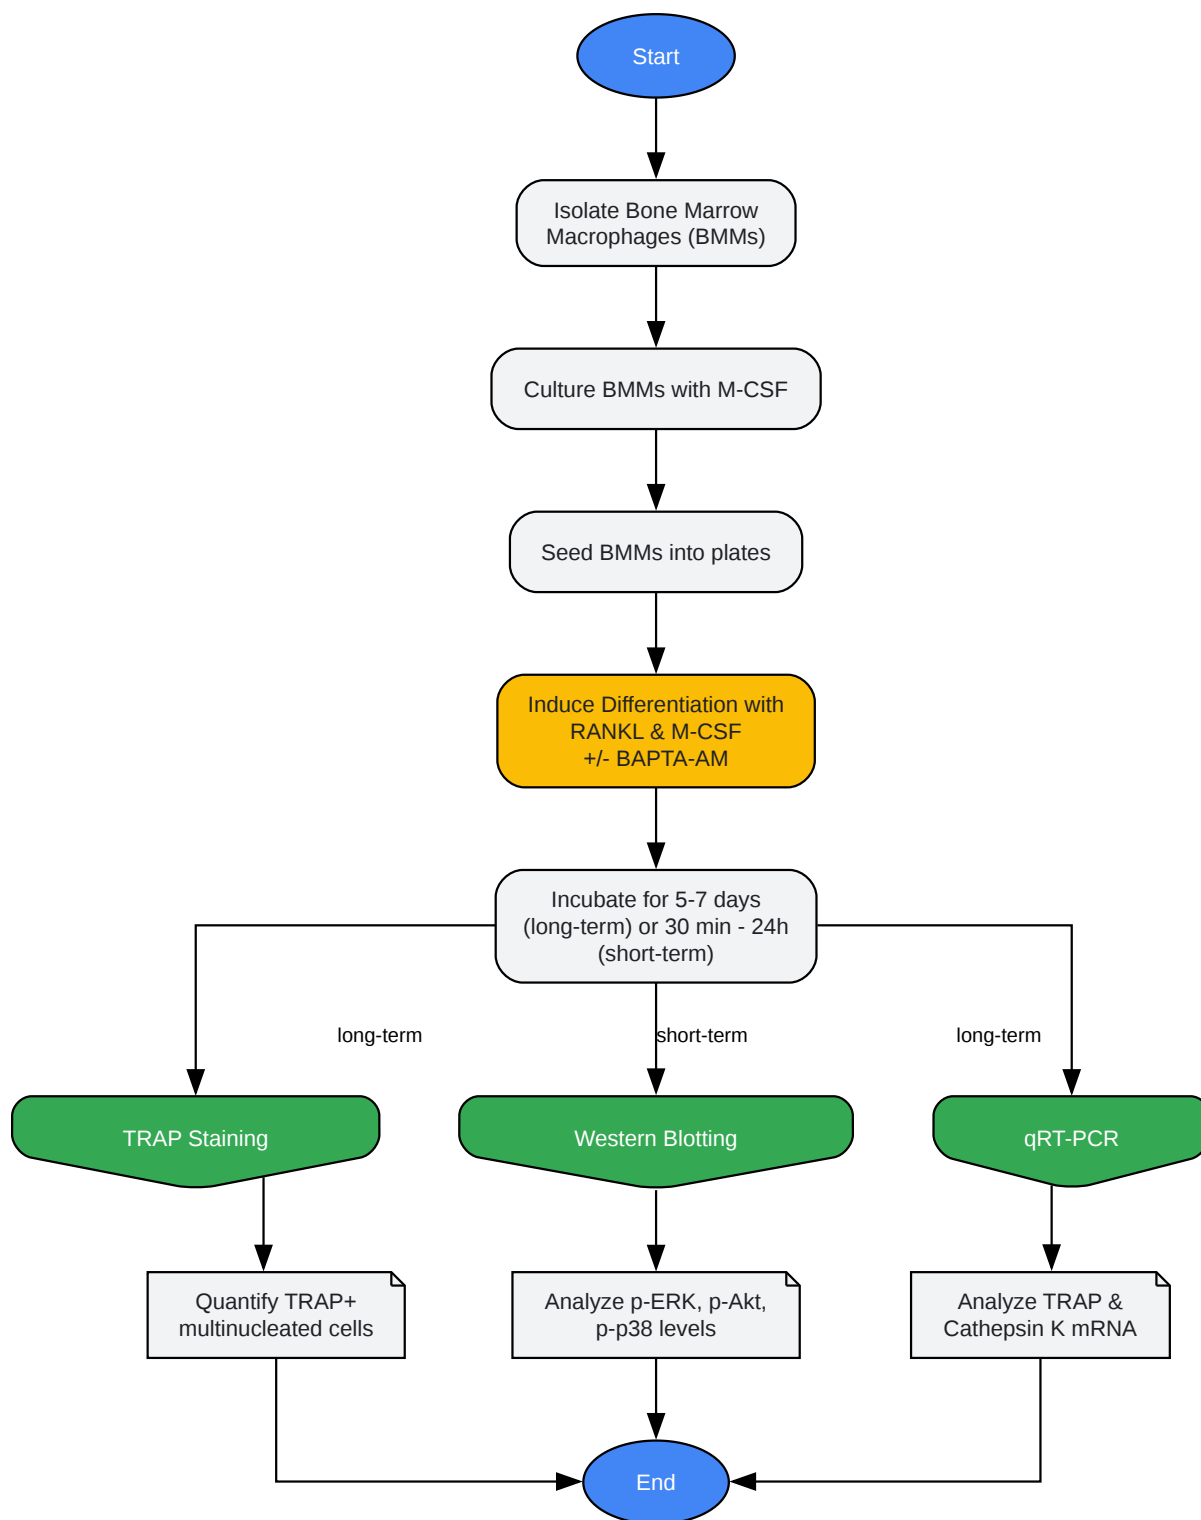 Start
Isolate Bone Marrow
Macrophages (BMMs)
Culture BMMs with M-CSF
Seed BMMs into plates
Induce Differentiation with
RANKL & M-CSF
+/- BAPTA-AM
Incubate for 5-7 days
(long-term) or 30 min - 24h
(short-term)
long-term
short-term
long-term
TRAP Staining
Western Blotting
qRT-PCR
Quantify TRAP+
multinucleated cells
Analyze p-ERK, p-Akt,
p-p38 levels
Analyze TRAP &
Cathepsin K mRNA
End